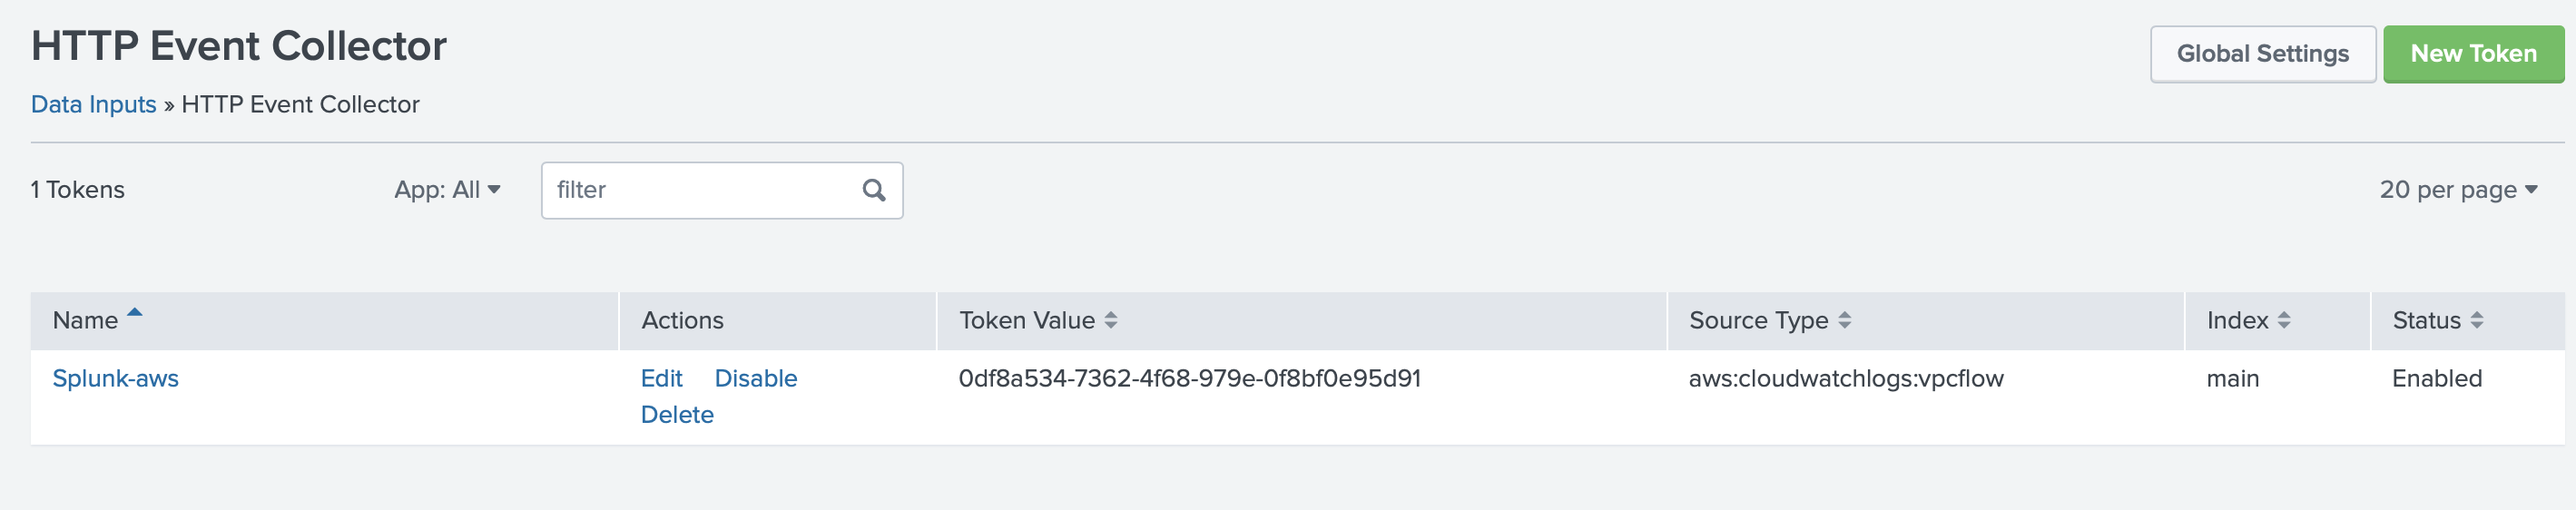 HTTP Event Collector
Global Settings
New Token
Data Inputs » HTTP Event Collector
1 Tokens
App: All
filter
20 per page
Name
Actions
Token Value
Source Type
Index
Status
Splunk-aws
Edit Disable
Delete
0df8a534-7362-4f68-979e-0f8bf0e95d91
aws:cloudwatchlogs:vpcflow
main
Enabled